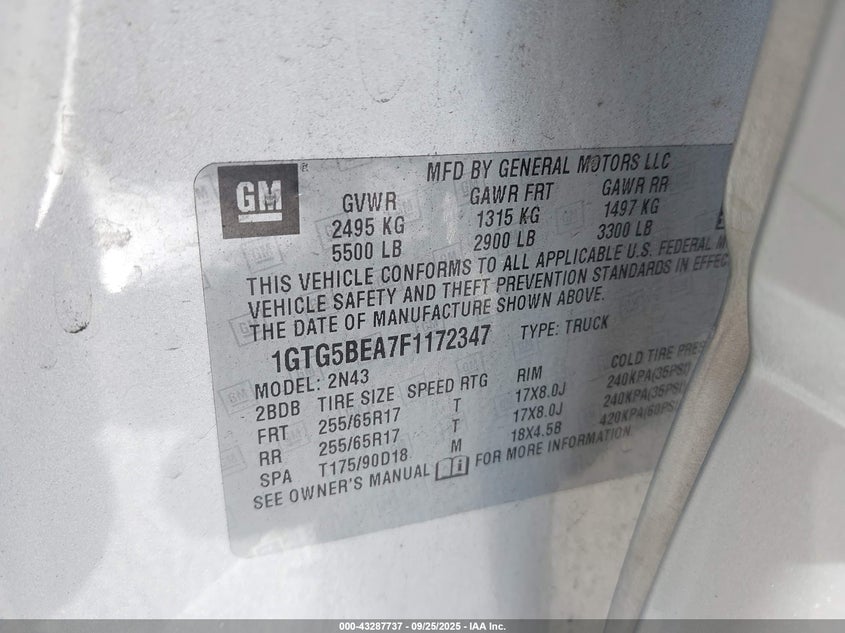 GM
MFD BY GENERAL MOTORS LLC
GVWR GAWR FRT GAWR RR
2495 KG 1315 KG 1497 KG
5500 LB 2900 LB 3300 LB
THIS VEHICLE CONFORMS TO ALL APPLICABLE U.S. FEDERAL M
VEHICLE SAFETY AND THEFT PREVENTION STANDARDS IN EFFEC
THE DATE OF MANUFACTURE SHOWN ABOVE.
1GTG5BEA7F1172347 TYPE: TRUCK
MODEL: 2N43
2BDB TIRE SIZE SPEED RTG RIM COLD TIRE PRE
FRT 255/65R17 T 17X8.0J 240KPA(35PSI
RR 255/65R17 T 17X8.0J 240KPA(35PSI
SPA T175/90D18 M 18X4.5B 420KPA(60PSI
SEE OWNER'S MANUAL FOR MORE INFORMATION.
000-43287737 - 09/25/2025 - IAA Inc.